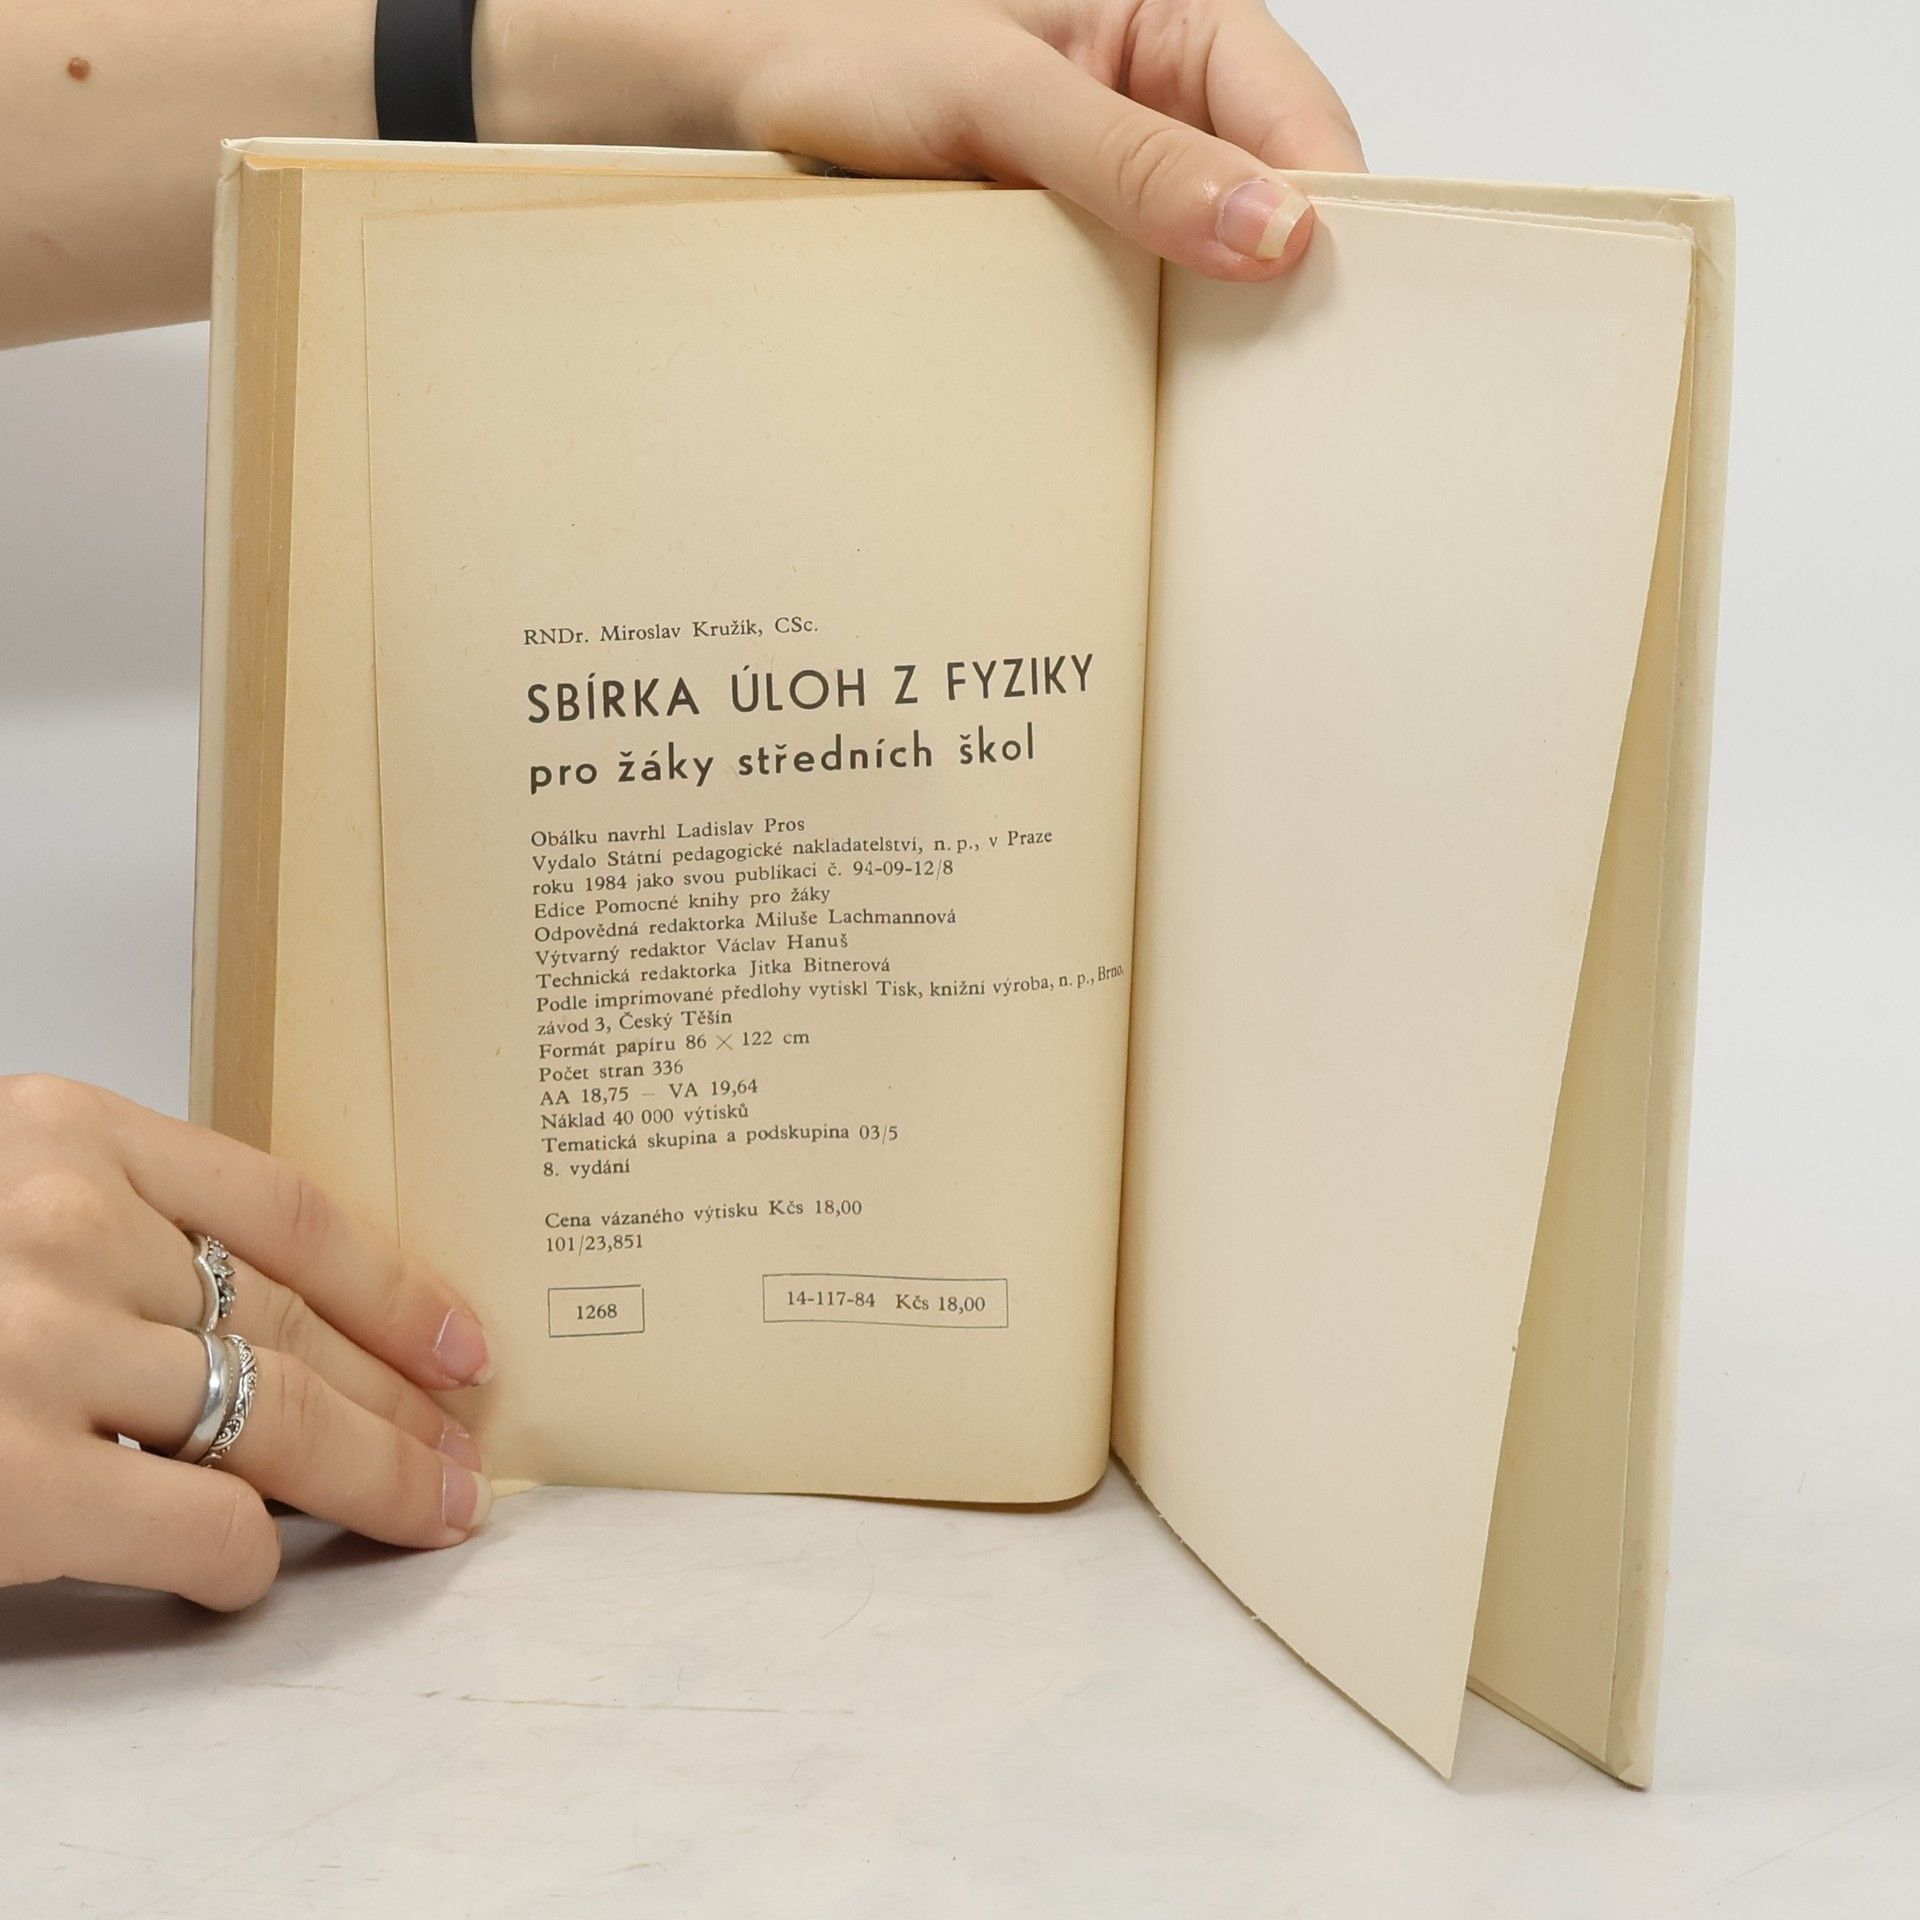 RNDr. Miroslav Kružík, CSc.
SBÍRKA ÚLOH Z FYZIKY
pro žáky středních škol
Obálku navrhl Ladislav Pros
Vydalo Státní pedagogické nakladatelství, n. p., v Praze
roku 1984 jako svou publikaci č. 94-09-12/8
Edice Pomocné knihy pro žáky
Odpovědná redaktorka Miluše Lachmannová
Výtvarný redaktor Václav Hanuš
Technická redaktorka Jitka Bitnerová
Podle imprimované předlohy vytiskl Tisk, knižní výroba, n. p., Brno,
závod 3, Český Těšín
Formát papíru 86 × 122 cm
Počet stran 336
AA 18,75 — VA 19,64
Náklad 40 000 výtisků
Tematická skupina a podskupina 03/5
8. vydání
Cena vázaného výtisku Kčs 18,00
101/23,851
1268
14-117-84 Kčs 18,00